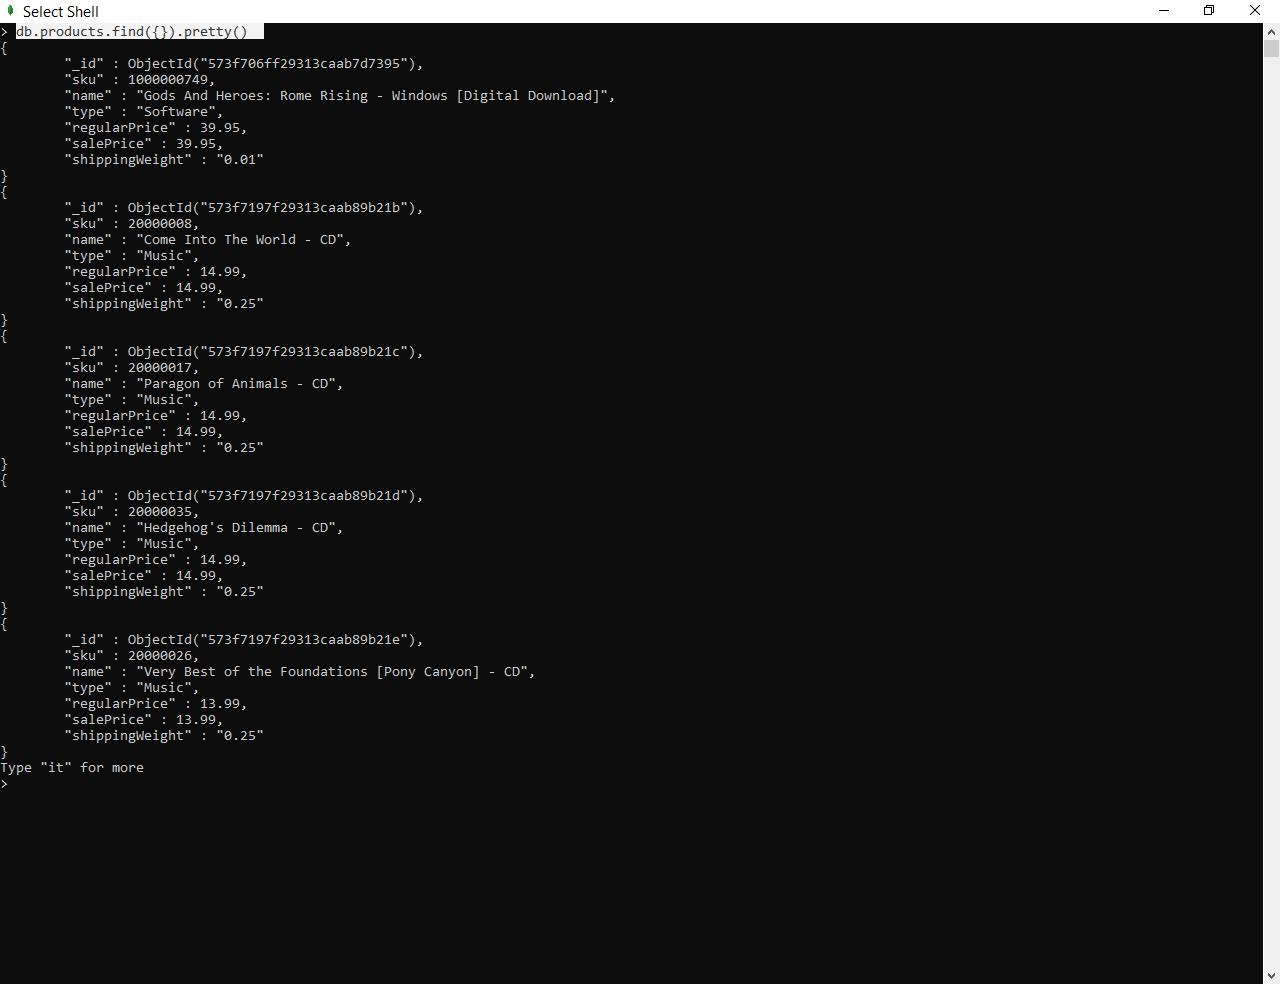 Select Shell
> db.products.find({}).pretty()
{
        "_id" : ObjectId("573f706ff29313caab7d7395"),
        "sku" : 1000000749,
        "name" : "Gods And Heroes: Rome Rising - Windows [Digital Download]",
        "type" : "Software",
        "regularPrice" : 39.95,
        "salePrice" : 39.95,
        "shippingWeight" : "0.01"
}
{
        "_id" : ObjectId("573f7197f29313caab89b21b"),
        "sku" : 20000008,
        "name" : "Come Into The World - CD",
        "type" : "Music",
        "regularPrice" : 14.99,
        "salePrice" : 14.99,
        "shippingWeight" : "0.25"
}
{
        "_id" : ObjectId("573f7197f29313caab89b21c"),
        "sku" : 20000017,
        "name" : "Paragon of Animals - CD",
        "type" : "Music",
        "regularPrice" : 14.99,
        "salePrice" : 14.99,
        "shippingWeight" : "0.25"
}
{
        "_id" : ObjectId("573f7197f29313caab89b21d"),
        "sku" : 20000035,
        "name" : "Hedgehog's Dilemma - CD",
        "type" : "Music",
        "regularPrice" : 14.99,
        "salePrice" : 14.99,
        "shippingWeight" : "0.25"
}
{
        "_id" : ObjectId("573f7197f29313caab89b21e"),
        "sku" : 20000026,
        "name" : "Very Best of the Foundations [Pony Canyon] - CD",
        "type" : "Music",
        "regularPrice" : 13.99,
        "salePrice" : 13.99,
        "shippingWeight" : "0.25"
}
Type "it" for more
>